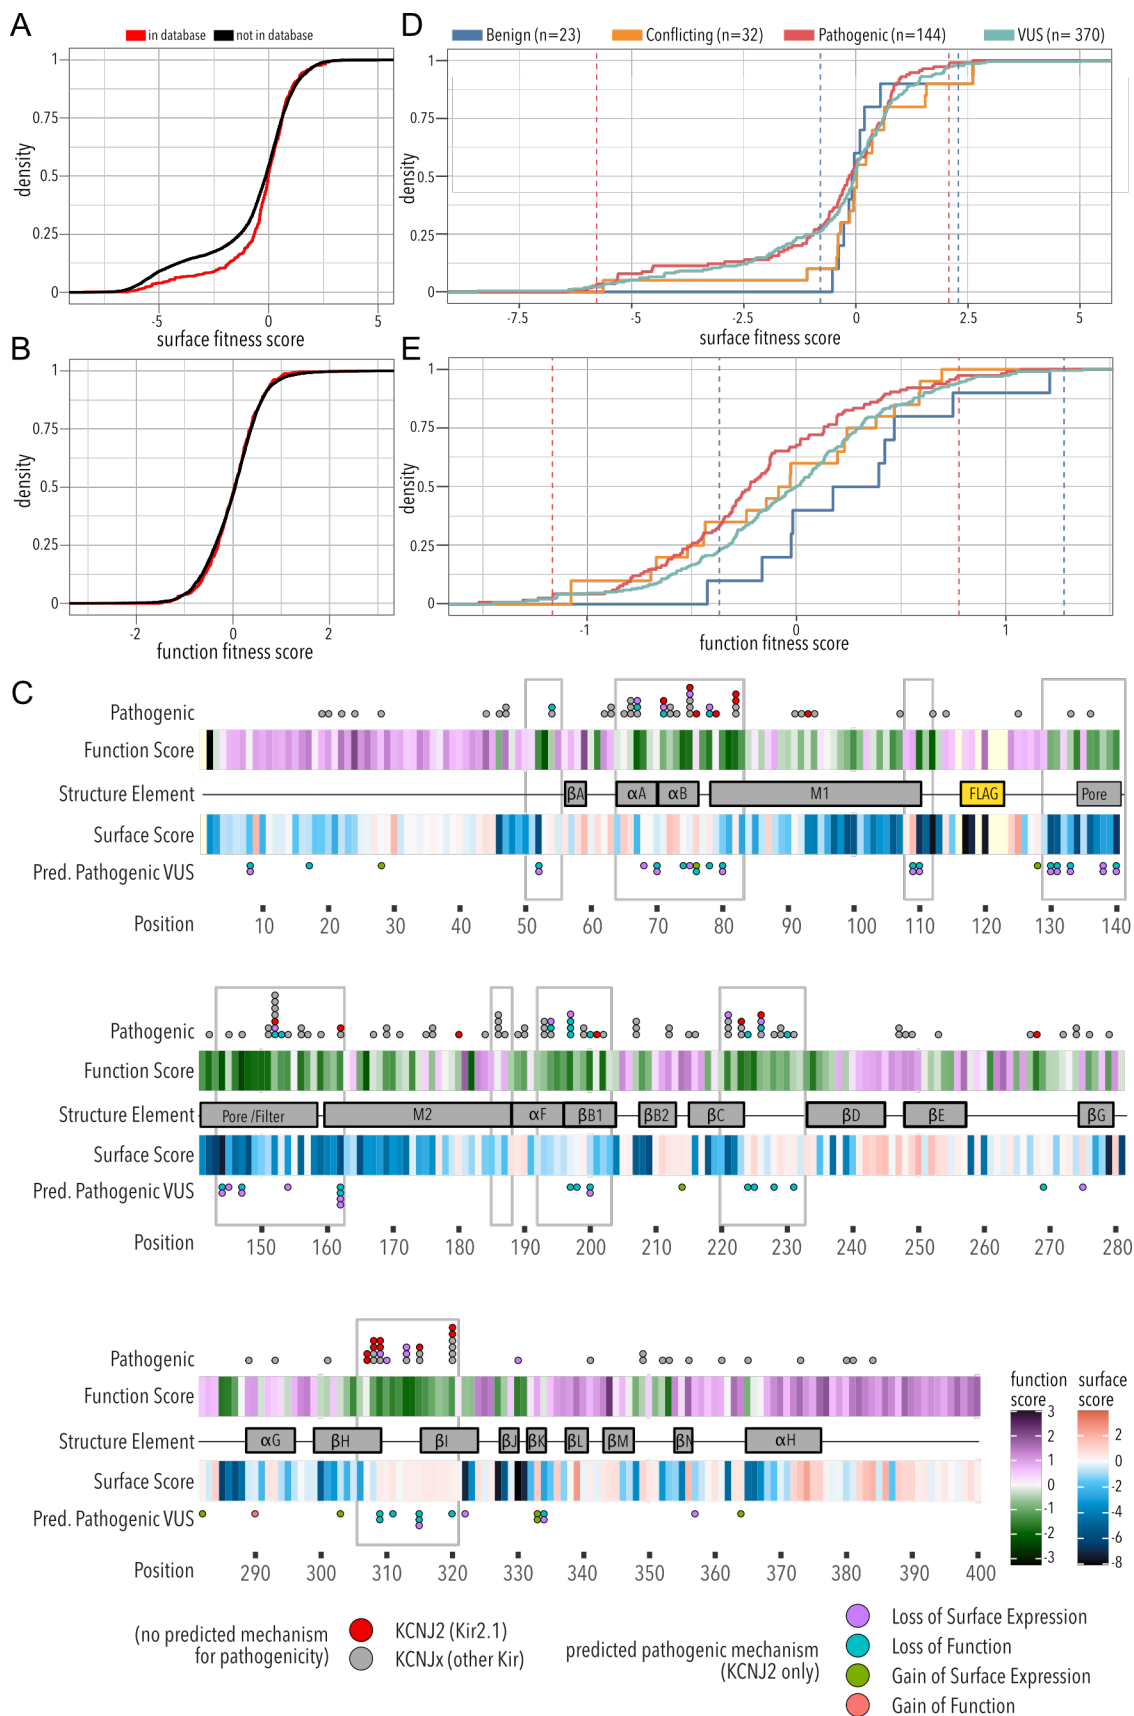 A
in database
not in database
1
0.75
0.5
0.25
0
density
-5
0
5
surface fitness score
D
Benign (n=23)
Conflicting (n=32)
Pathogenic (n=144)
VUS (n= 370)
1
0.75
0.5
0.25
0
density
-7.5
-5
-2.5
0
2.5
5
surface fitness score
B
1
0.75
0.5
0.25
0
density
-2
0
2
function fitness score
E
1
0.75
0.5
0.25
0
density
-1
0
1
function fitness score
C
Pathogenic
Function Score
Structure Element
βA
αA
αB
M1
FLAG
Pore
Surface Score
Pred. Pathogenic VUS
Position
10 20 30 40 50 60 70 80 90 100 110 120 130 140
Pathogenic
Function Score
Structure Element
Pore /Filter
M2
αF
βB1
βB2
βC
βD
βE
βG
Surface Score
Pred. Pathogenic VUS
Position
150 160 170 180 190 200 210 220 230 240 250 260 270 280
Pathogenic
Function Score
Structure Element
αG
βH
βI
βJ
βK
βL
βM
βN
αH
Surface Score
Pred. Pathogenic VUS
Position
290 300 310 320 330 340 350 360 370 380 390 400
function
score
3
2
1
0
-1
-2
-3
surface
score
2
0
-2
-4
-6
-8
(no predicted mechanism
for pathogenicity)
KCNJ2 (Kir2.1)
KCNJx (other Kir)
predicted pathogenic mechanism
(KCNJ2 only)
Loss of Surface Expression
Loss of Function
Gain of Surface Expression
Gain of Function